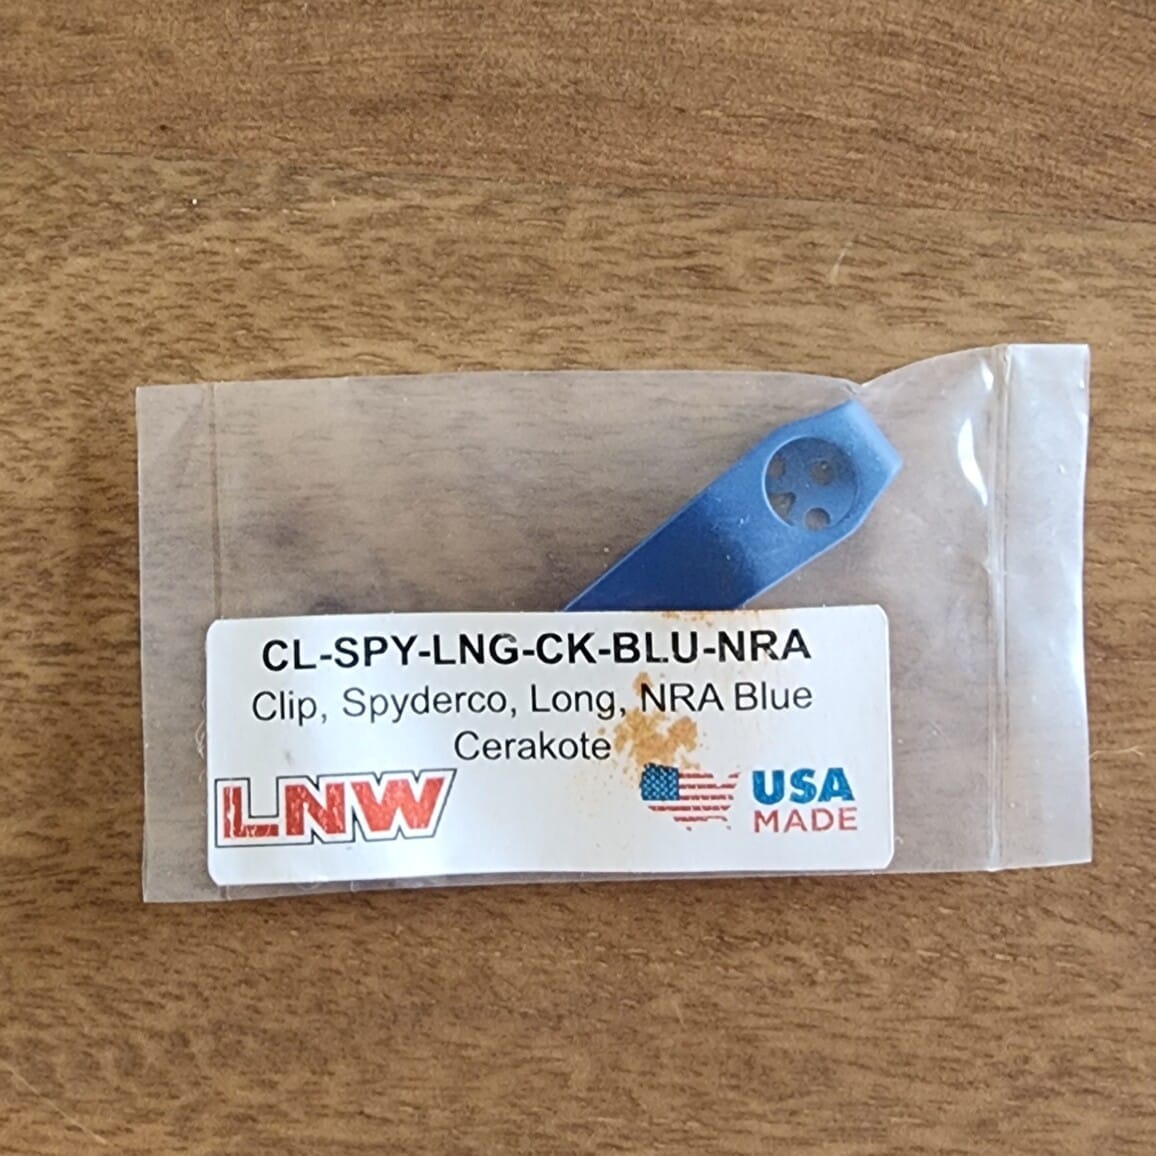 CL-SPY-LNG-CK-BLU-NRA
Clip, Spyderco, Long, NRA Blue
Cerakote
LNW
USA
MADE